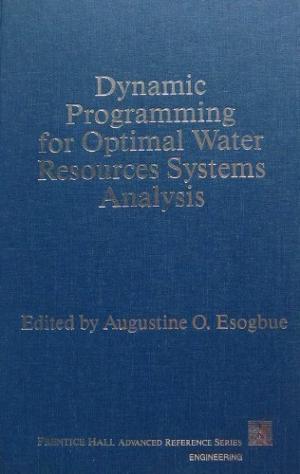 Dynamic
Programming
for Optimal Water
Resources Systems
Analysis
Edited by Augustine O. Esogbue
PRENTICE HALL ADVANCED REFERENCE SERIES
ENGINEERING